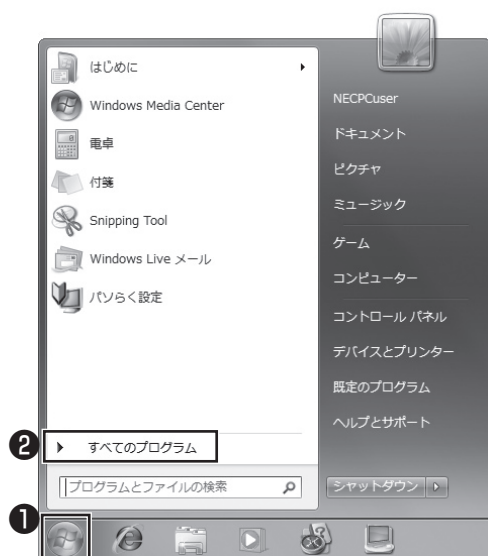 はじめに
Windows Media Center
電卓
付箋
Snipping Tool
Windows Live メール
パソらく設定
❷ すべてのプログラム
プログラムとファイルの検索
❶
NECPCuser
ドキュメント
ピクチャ
ミュージック
ゲーム
コンピューター
コントロール パネル
デバイスとプリンター
既定のプログラム
ヘルプとサポート
シャットダウン